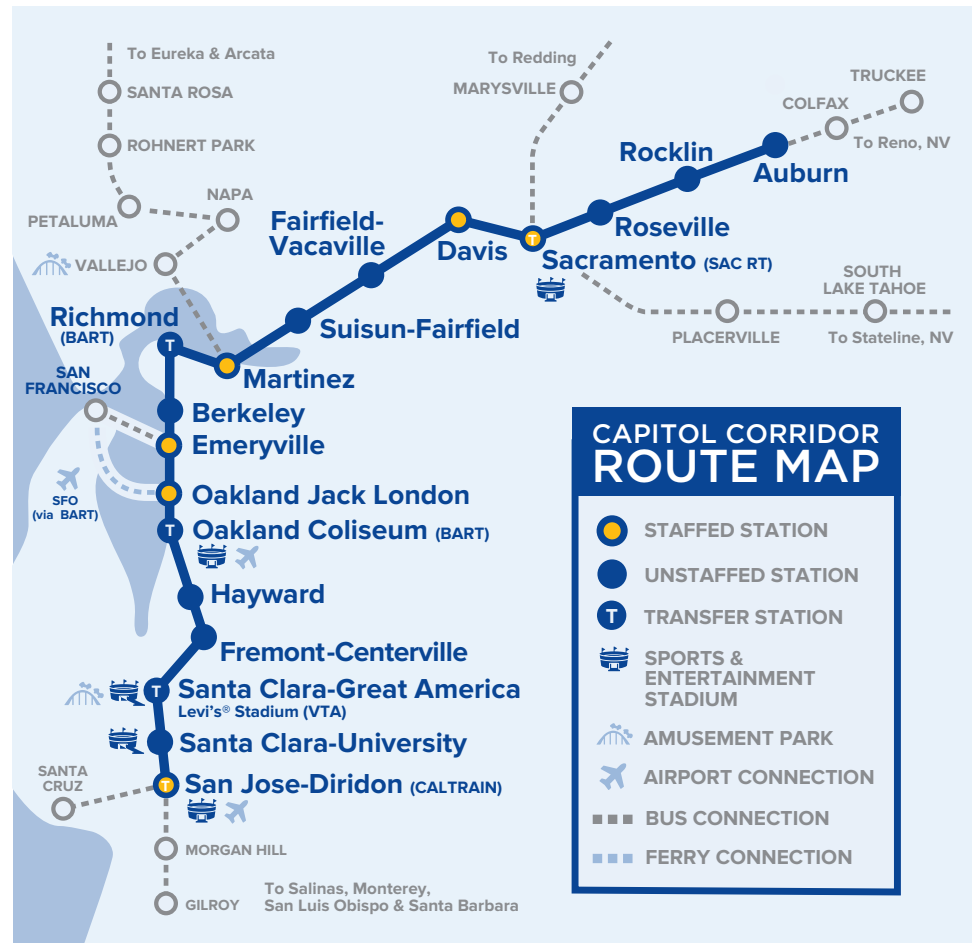 To Eureka & Arcata
SANTA ROSA
ROHNERT PARK
PETALUMA
NAPA
VALLEJO
To Redding
MARYSVILLE
TRUCKEE
COLFAX
To Reno, NV
Auburn
Rocklin
Roseville
Sacramento (SAC RT)
T
Davis
Fairfield-
Vacaville
Suisun-Fairfield
SOUTH
LAKE TAHOE
PLACERVILLE
To Stateline, NV
Richmond
(BART)
T
Martinez
SAN
FRANCISCO
Berkeley
Emeryville
SFO
(via BART)
Oakland Jack London
T
Oakland Coliseum (BART)
Hayward
Fremont-Centerville
T
Santa Clara-Great America
Levi's® Stadium (VTA)
Santa Clara-University
SANTA
CRUZ
T
San Jose-Diridon (CALTRAIN)
MORGAN HILL
GILROY
To Salinas, Monterey,
San Luis Obispo & Santa Barbara
CAPITOL CORRIDOR
ROUTE MAP
STAFFED STATION
UNSTAFFED STATION
T
TRANSFER STATION
SPORTS &
ENTERTAINMENT
STADIUM
AMUSEMENT PARK
AIRPORT CONNECTION
BUS CONNECTION
FERRY CONNECTION